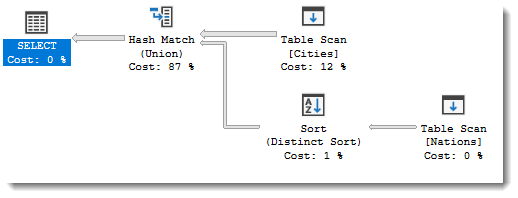 SELECT
Cost: 0 %
Hash Match
(Union)
Cost: 87 %
Table Scan
[Cities]
Cost: 12 %
A
Z
Sort
(Distinct Sort)
Cost: 1 %
Table Scan
[Nations]
Cost: 0 %